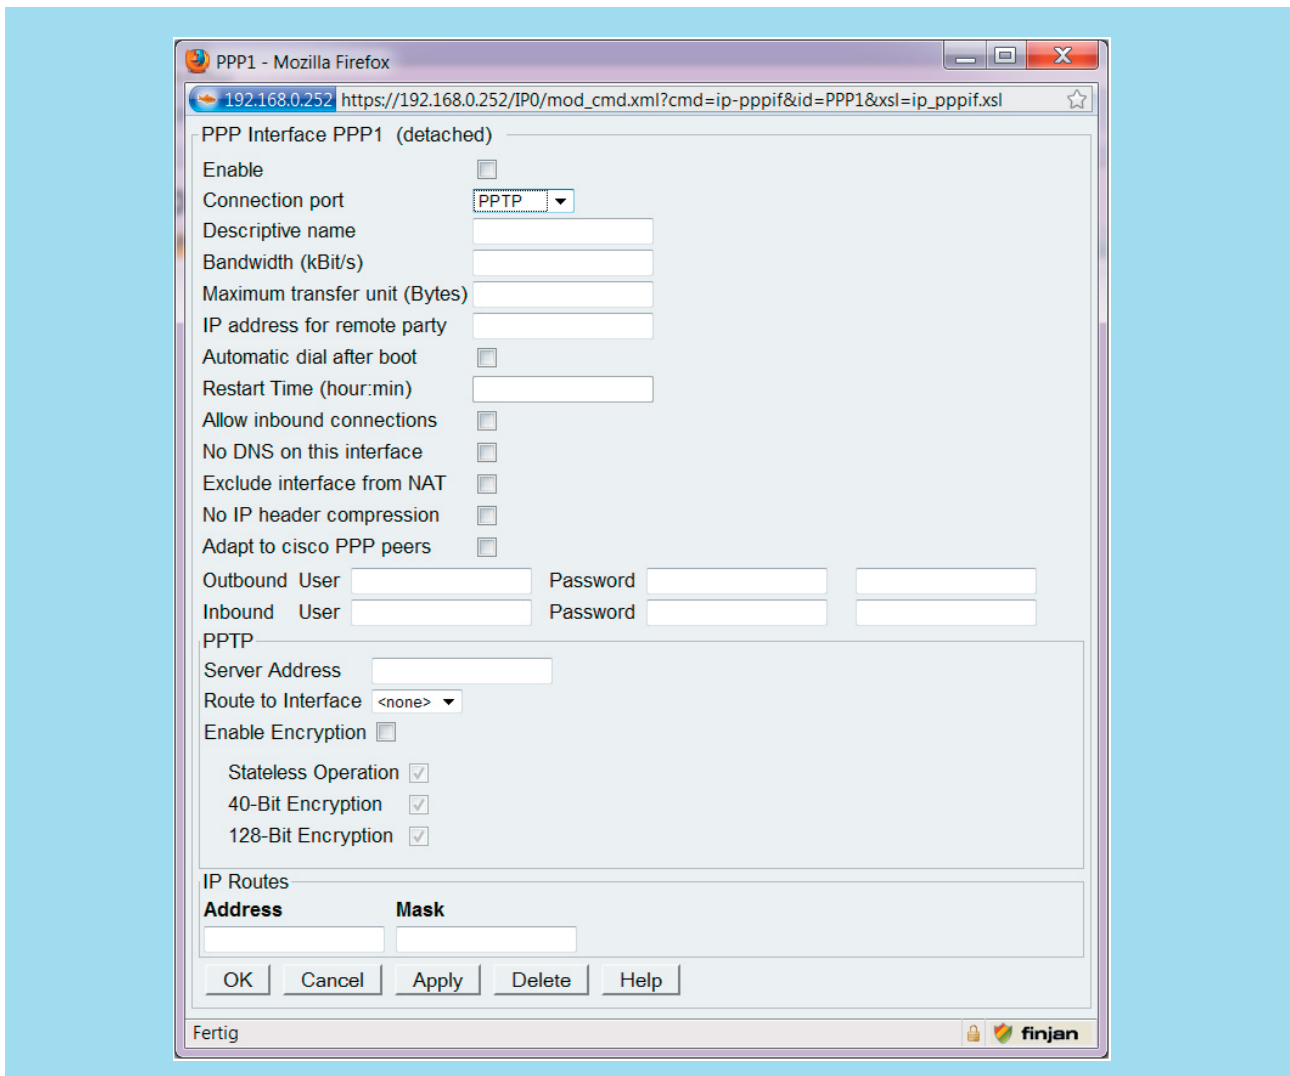 PPP1 - Mozilla Firefox
192.168.0.252 https://192.168.0.252/IP0/mod_cmd.xml?cmd=ip-pppif&id=PPP1&xsl=ip_pppif.xsl
PPP Interface PPP1 (detached)
Enable
Connection port PPTP
Descriptive name
Bandwidth (kBit/s)
Maximum transfer unit (Bytes)
IP address for remote party
Automatic dial after boot
Restart Time (hour:min)
Allow inbound connections
No DNS on this interface
Exclude interface from NAT
No IP header compression
Adapt to cisco PPP peers
Outbound User Password
Inbound User Password
PPTP
Server Address
Route to Interface <none>
Enable Encryption
Stateless Operation
40-Bit Encryption
128-Bit Encryption
IP Routes
Address Mask
OK Cancel Apply Delete Help
Fertig finjan